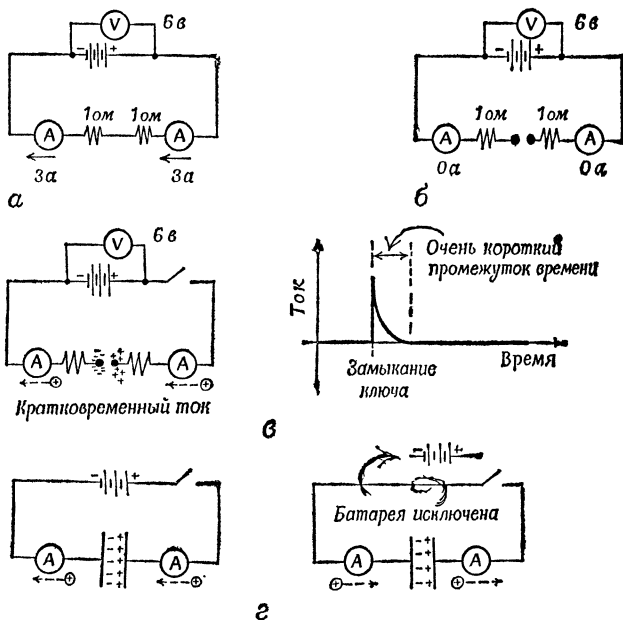 V 6в
- +
1ом 1ом
A A
3а 3а
а
V 6в
- +
1ом 1ом
A A
0а 0а
б
V 6в
- +
A A
+ +
Кратковременный ток
Ток
Очень короткий
промежуток времени
Время
Замыкание
ключа
в
- +
A A
+ +
- +
Батарея исключена
A A
+ +
г